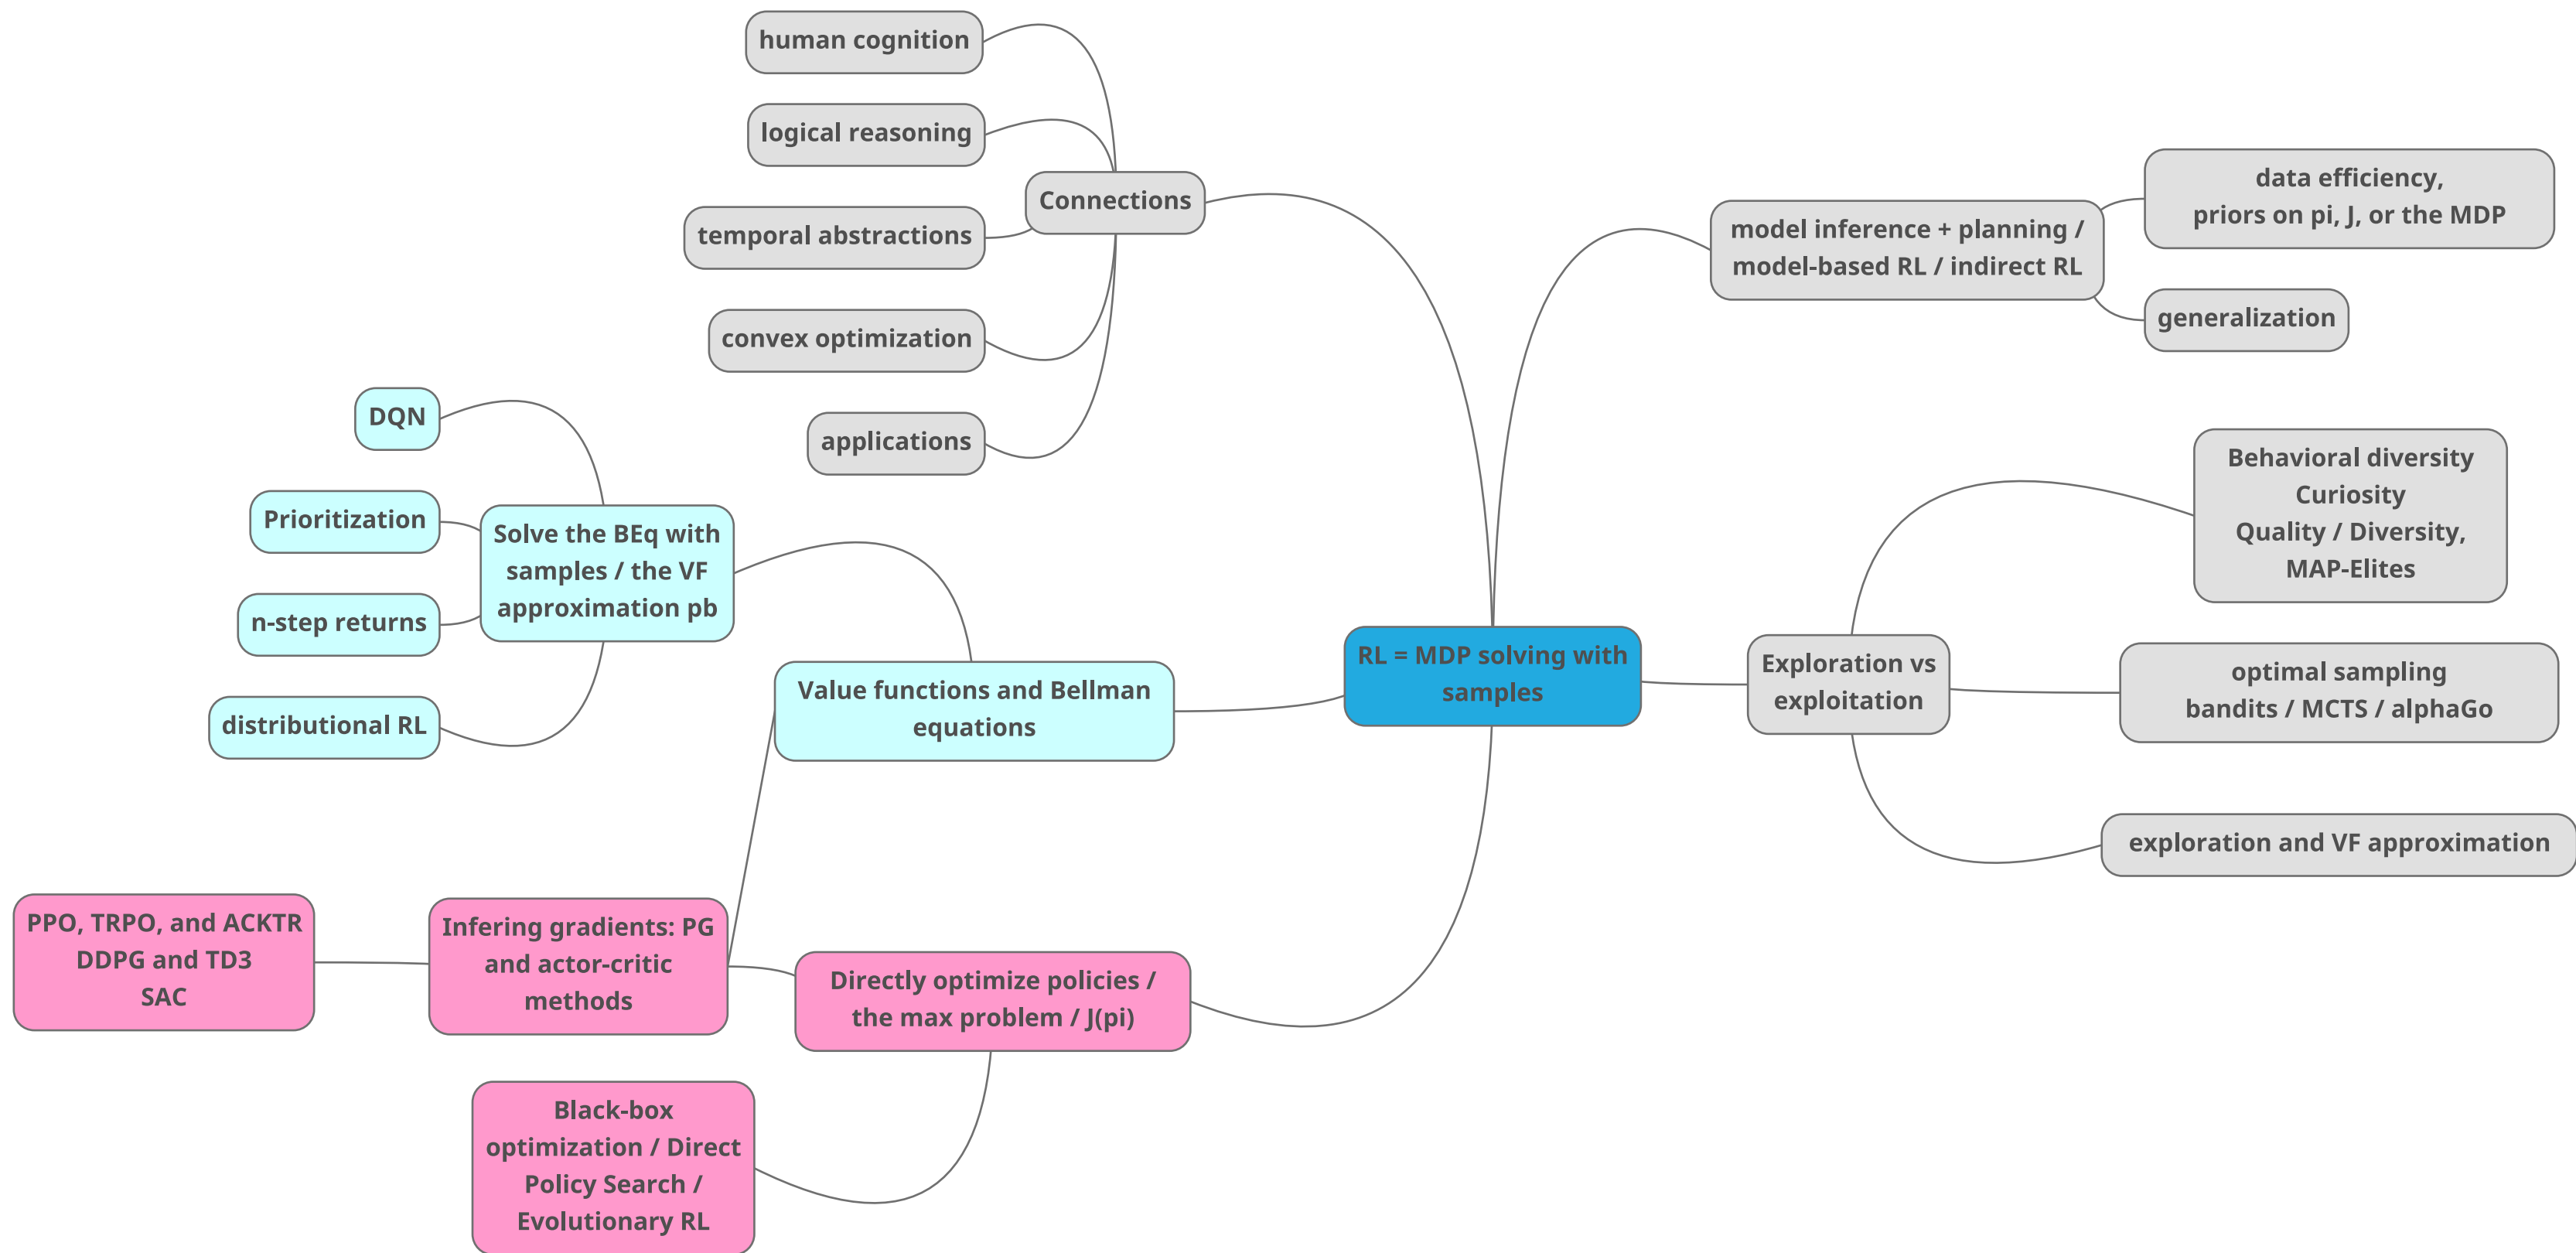 human cognition
logical reasoning
Connections
temporal abstractions
convex optimization
applications
data efficiency,
priors on pi, J, or the MDP
model inference + planning /
model-based RL / indirect RL
generalization
DQN
Prioritization
n-step returns
distributional RL
Solve the BEq with
samples / the VF
approximation pb
Value functions and Bellman
equations
RL = MDP solving with
samples
Exploration vs
exploitation
Behavioral diversity
Curiosity
Quality / Diversity,
MAP-Elites
optimal sampling
bandits / MCTS / alphaGo
exploration and VF approximation
PPO, TRPO, and ACKTR
DDPG and TD3
SAC
Infering gradients: PG
and actor-critic
methods
Directly optimize policies /
the max problem / J(pi)
Black-box
optimization / Direct
Policy Search /
Evolutionary RL